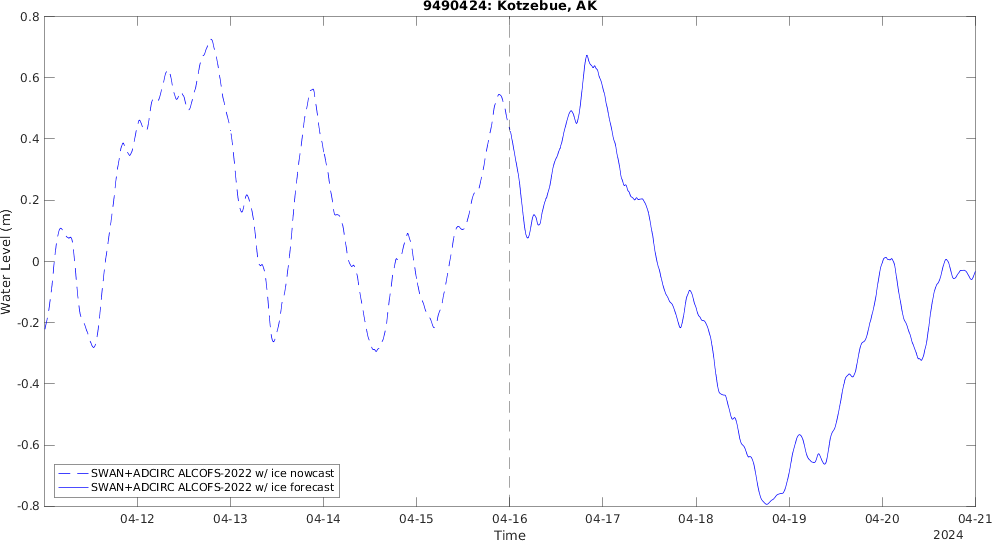 9490424: Kotzebue, AK
Water Level (m)
0.8
0.6
0.4
0.2
0
-0.2
-0.4
-0.6
-0.8
SWAN+ADCIRC ALCOFS-2022 w/ ice nowcast
SWAN+ADCIRC ALCOFS-2022 w/ ice forecast
04-12 04-13 04-14 04-15 04-16 04-17 04-18 04-19 04-20 04-21
Time
2024